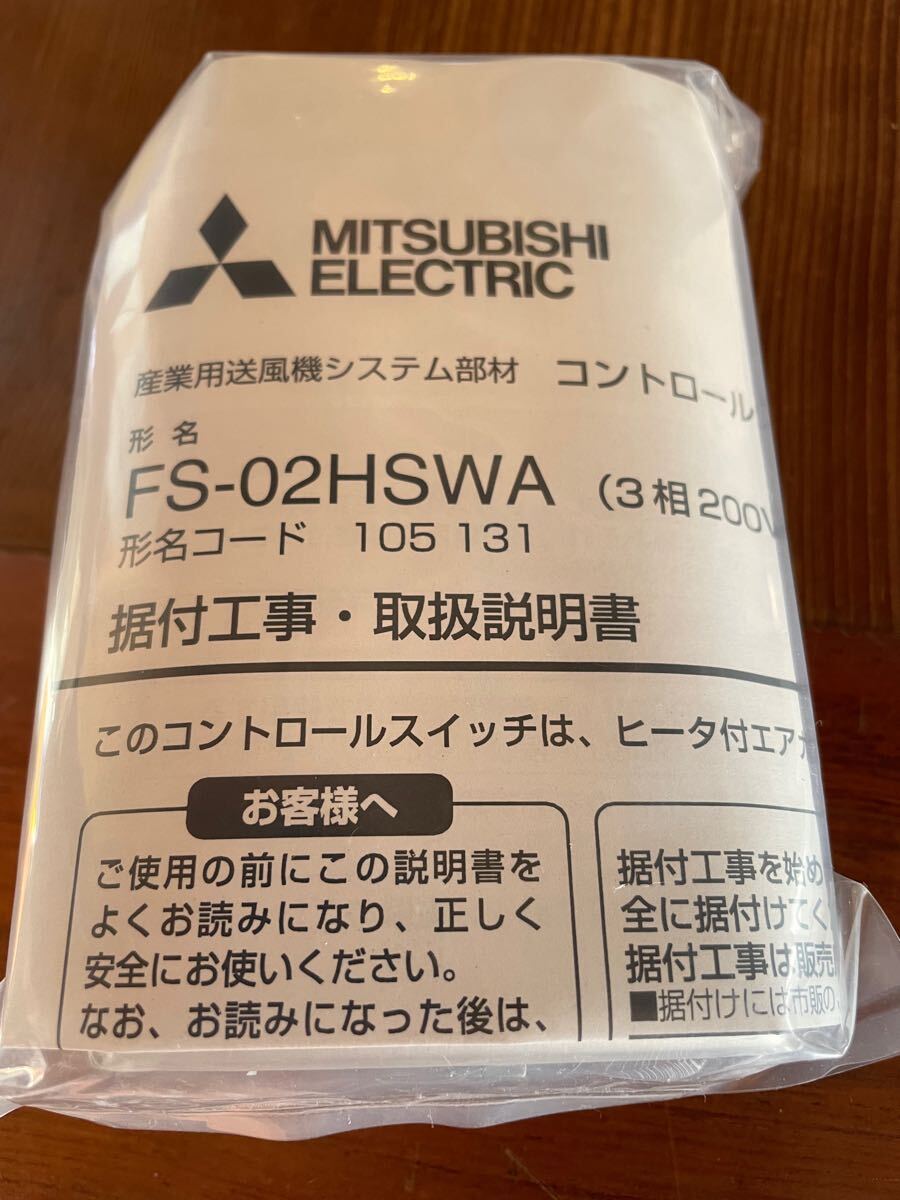 MITSUBISHI
ELECTRIC
産業用送風機システム部材 コントロール
形名
FS-02HSWA (3相200V
形名コード 105 131
据付工事・取扱説明書
このコントロールスイッチは、ヒータ付エア
お客様へ
ご使用の前にこの説明書を
よくお読みになり、正しく
安全にお使いください。
なお、お読みになった後は、
据付工事を始め
全に据付けてく
据付工事は販売
■据付けには市販の